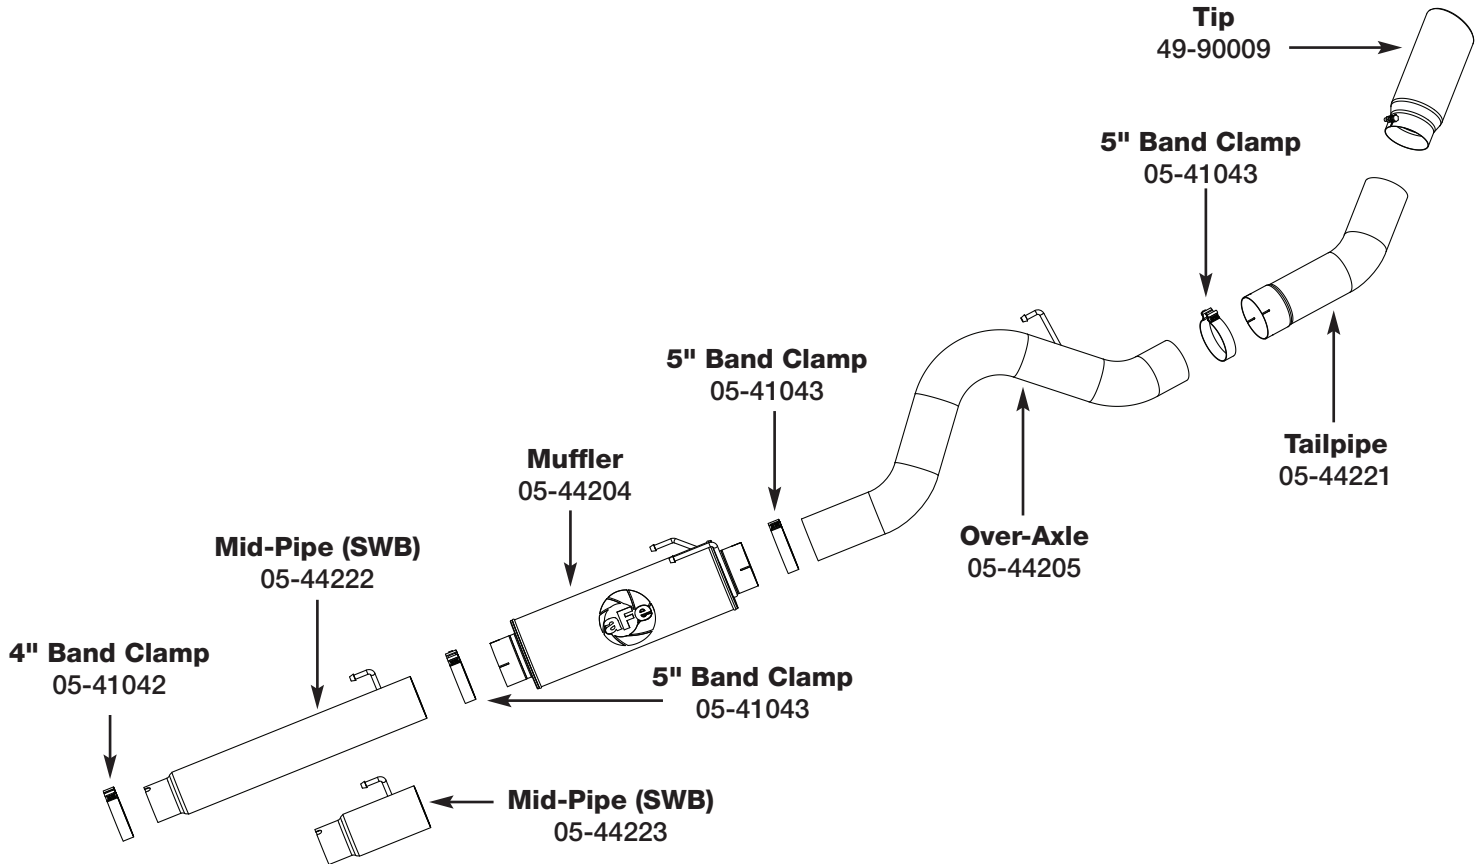 Tip
49-90009
5" Band Clamp
05-41043
5" Band Clamp
05-41043
Tailpipe
05-44221
Muffler
05-44204
Over-Axle
05-44205
Mid-Pipe (SWB)
05-44222
aFe
4" Band Clamp
05-41042
5" Band Clamp
05-41043
Mid-Pipe (SWB)
05-44223